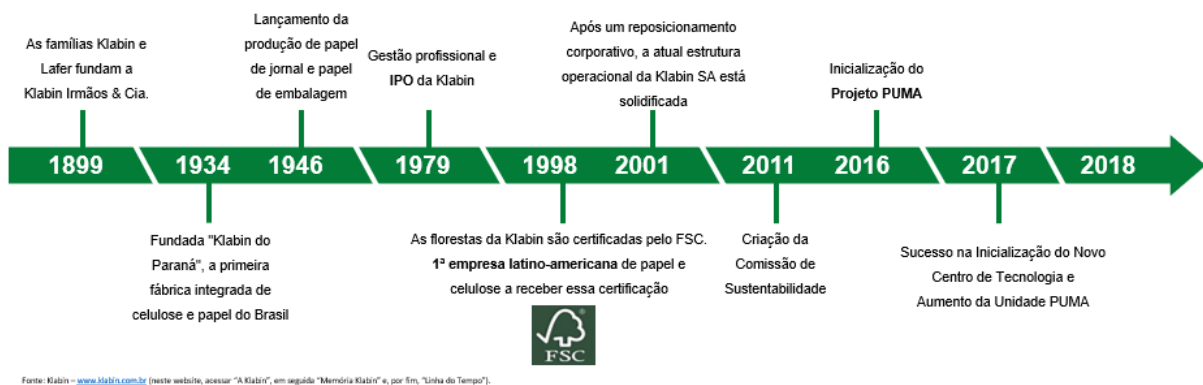 As famílias Klabin e
Lafer fundam a
Klabin Irmãos & Cia.
Lançamento da
produção de papel
de jornal e papel
de embalagem
Gestão profissional e
IPO da Klabin
Após um reposicionamento
corporativo, a atual estrutura
operacional da Klabin SA está
solidificada
Inicialização do
Projeto PUMA
1899 1934 1946 1979 1998 2001 2011 2016 2017 2018
Fundada "Klabin do
Paraná", a primeira
fábrica integrada de
celulose e papel do Brasil
As florestas da Klabin são certificadas pelo FSC.
1ª empresa latino-americana de papel e
celulose a receber essa certificação
FSC
Criação da
Comissão de
Sustentabilidade
Sucesso na Inicialização do Novo
Centro de Tecnologia e
Aumento da Unidade PUMA
Fonte: Klabin – www.klabin.com.br (neste website, acessar "A Klabin", em seguida "Memória Klabin" e, por fim, "Linha do Tempo").